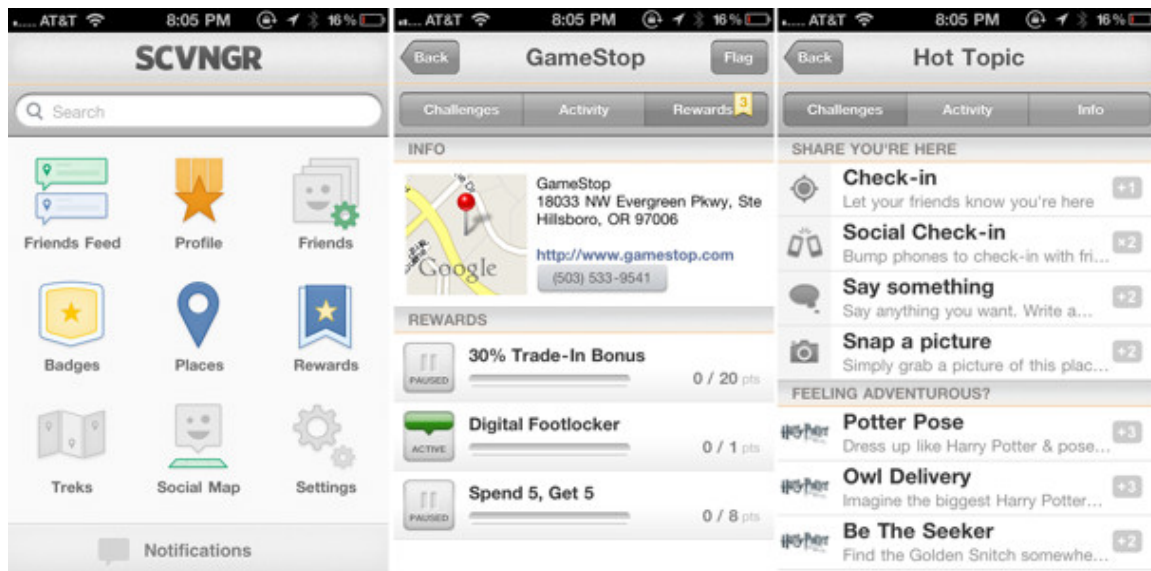 AT&T 8:05 PM 16%
SCVNGR
Search
Friends Feed Profile Friends
Badges Places Rewards
Treks Social Map Settings
Notifications
AT&T 8:05 PM 16%
Back GameStop Flag
Challenges Activity Rewards 3
INFO
GameStop
18033 NW Evergreen Pkwy, Ste
Hillsboro, OR 97006
http://www.gamestop.com
(503) 533-9541
Google
REWARDS
30% Trade-In Bonus
PAUSED 0 / 20 pts
Digital Footlocker
ACTIVE 0 / 1 pts
Spend 5, Get 5
PAUSED 0 / 8 pts
AT&T 8:05 PM 16%
Back Hot Topic
Challenges Activity Info
SHARE YOU'RE HERE
Check-in +1
Let your friends know you're here
Social Check-in ×2
Bump phones to check-in with fri...
Say something +2
Say anything you want. Write a...
Snap a picture +2
Simply grab a picture of this plac...
FEELING ADVENTUROUS?
Harry Potter Potter Pose +3
Dress up like Harry Potter & pose...
Harry Potter Owl Delivery +3
Imagine the biggest Harry Potter...
Harry Potter Be The Seeker +2
Find the Golden Snitch somewhe...